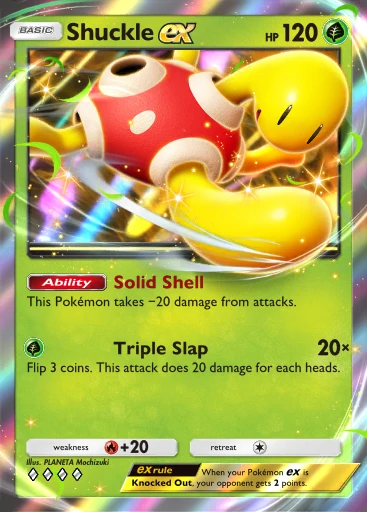 BASIC Shuckle ex HP 120
Ability Solid Shell
This Pokémon takes −20 damage from attacks.
Triple Slap 20×
Flip 3 coins. This attack does 20 damage for each heads.
weakness +20 retreat
Illus. PLANETA Mochizuki
ex rule When your Pokémon ex is
Knocked Out, your opponent gets 2 points.